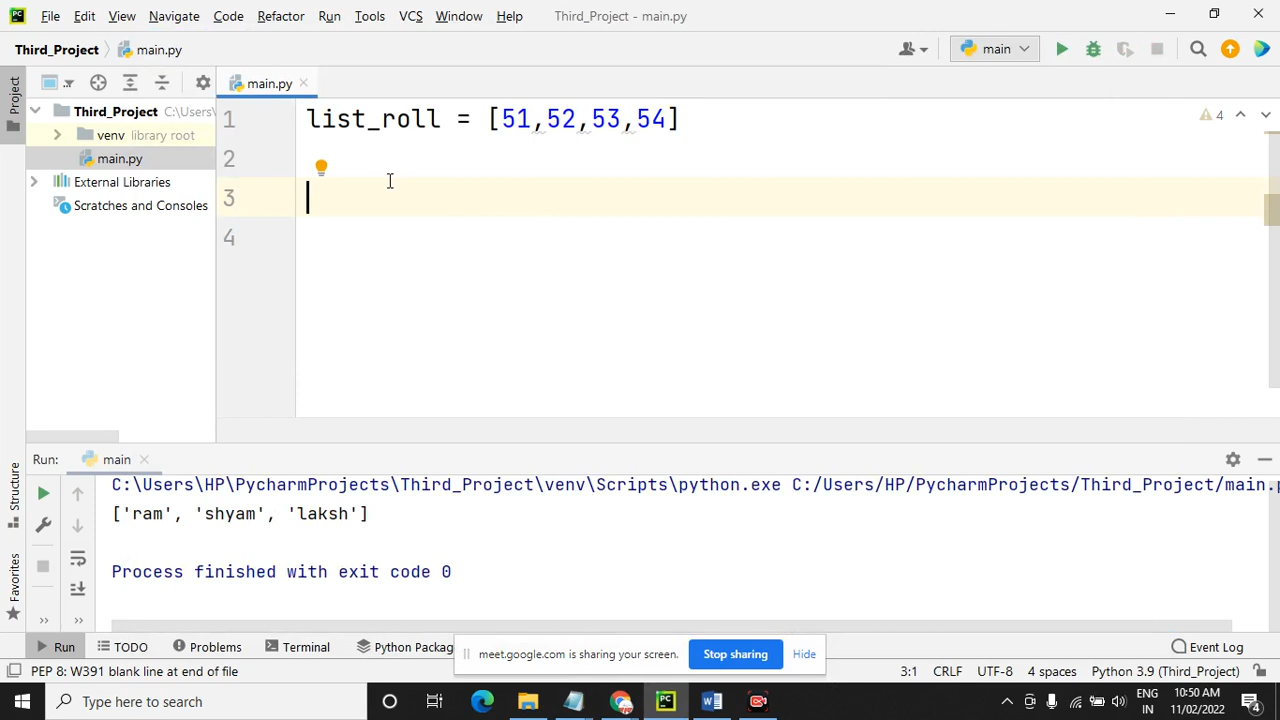 File Edit View Navigate Code Refactor Run Tools VCS Window Help Third_Project - main.py
Third_Project main.py main
Project
main.py
Third_Project C:\Users\
venv library root
main.py
External Libraries
Scratches and Consoles
1 list_roll = [51,52,53,54]
2
3
4
4
Structure
Favorites
Run: main
C:\Users\HP\PycharmProjects\Third_Project\venv\Scripts\python.exe C:/Users/HP/PycharmProjects/Third_Project/main.p
['ram', 'shyam', 'laksh']
Process finished with exit code 0
Run TODO Problems Terminal Python Packag Event Log
meet.google.com is sharing your screen. Stop sharing Hide
PEP 8: W391 blank line at end of file 3:1 CRLF UTF-8 4 spaces Python 3.9 (Third_Project)
Type here to search
ENG
IN
10:50 AM
11/02/2022
4